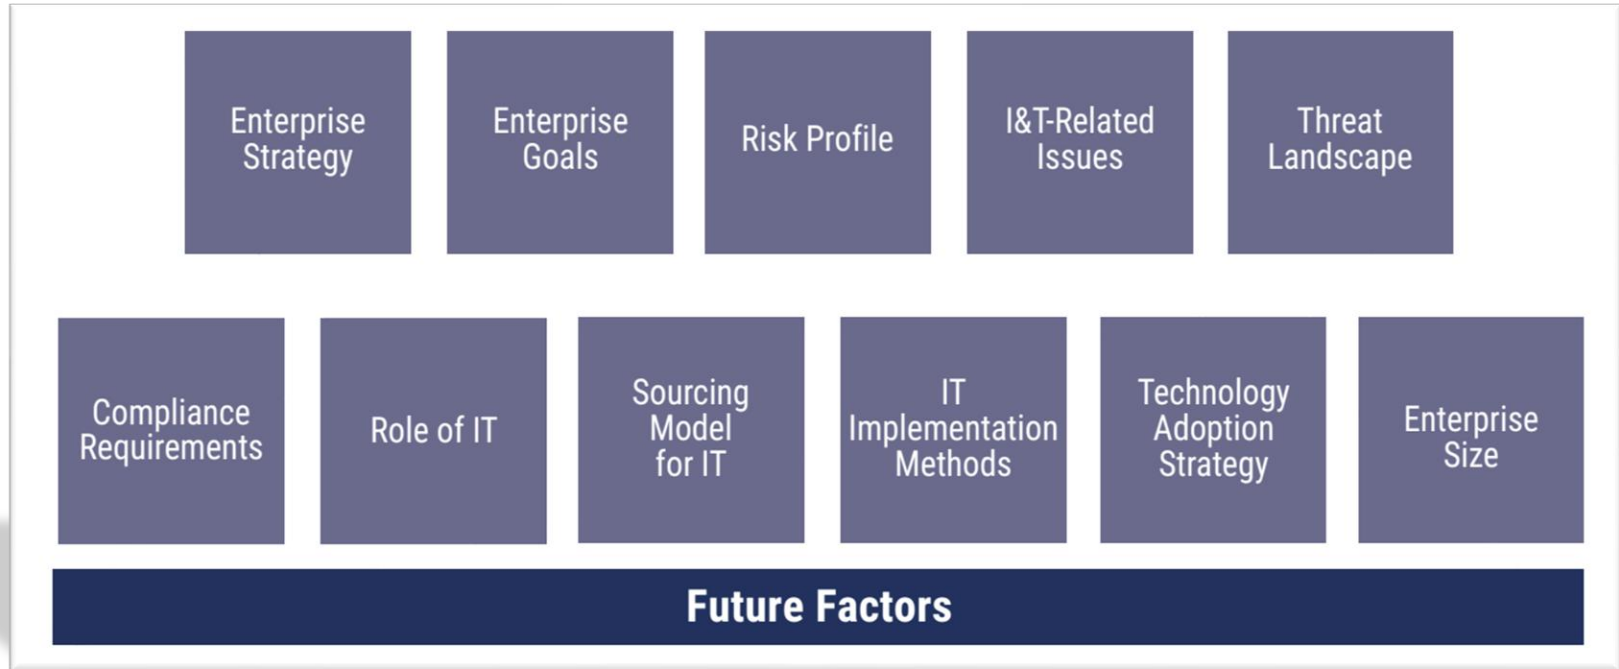 Enterprise
Strategy
Enterprise
Goals
Risk Profile
I&T-Related
Issues
Threat
Landscape
Compliance
Requirements
Role of IT
Sourcing
Model
for IT
IT
Implementation
Methods
Technology
Adoption
Strategy
Enterprise
Size
Future Factors